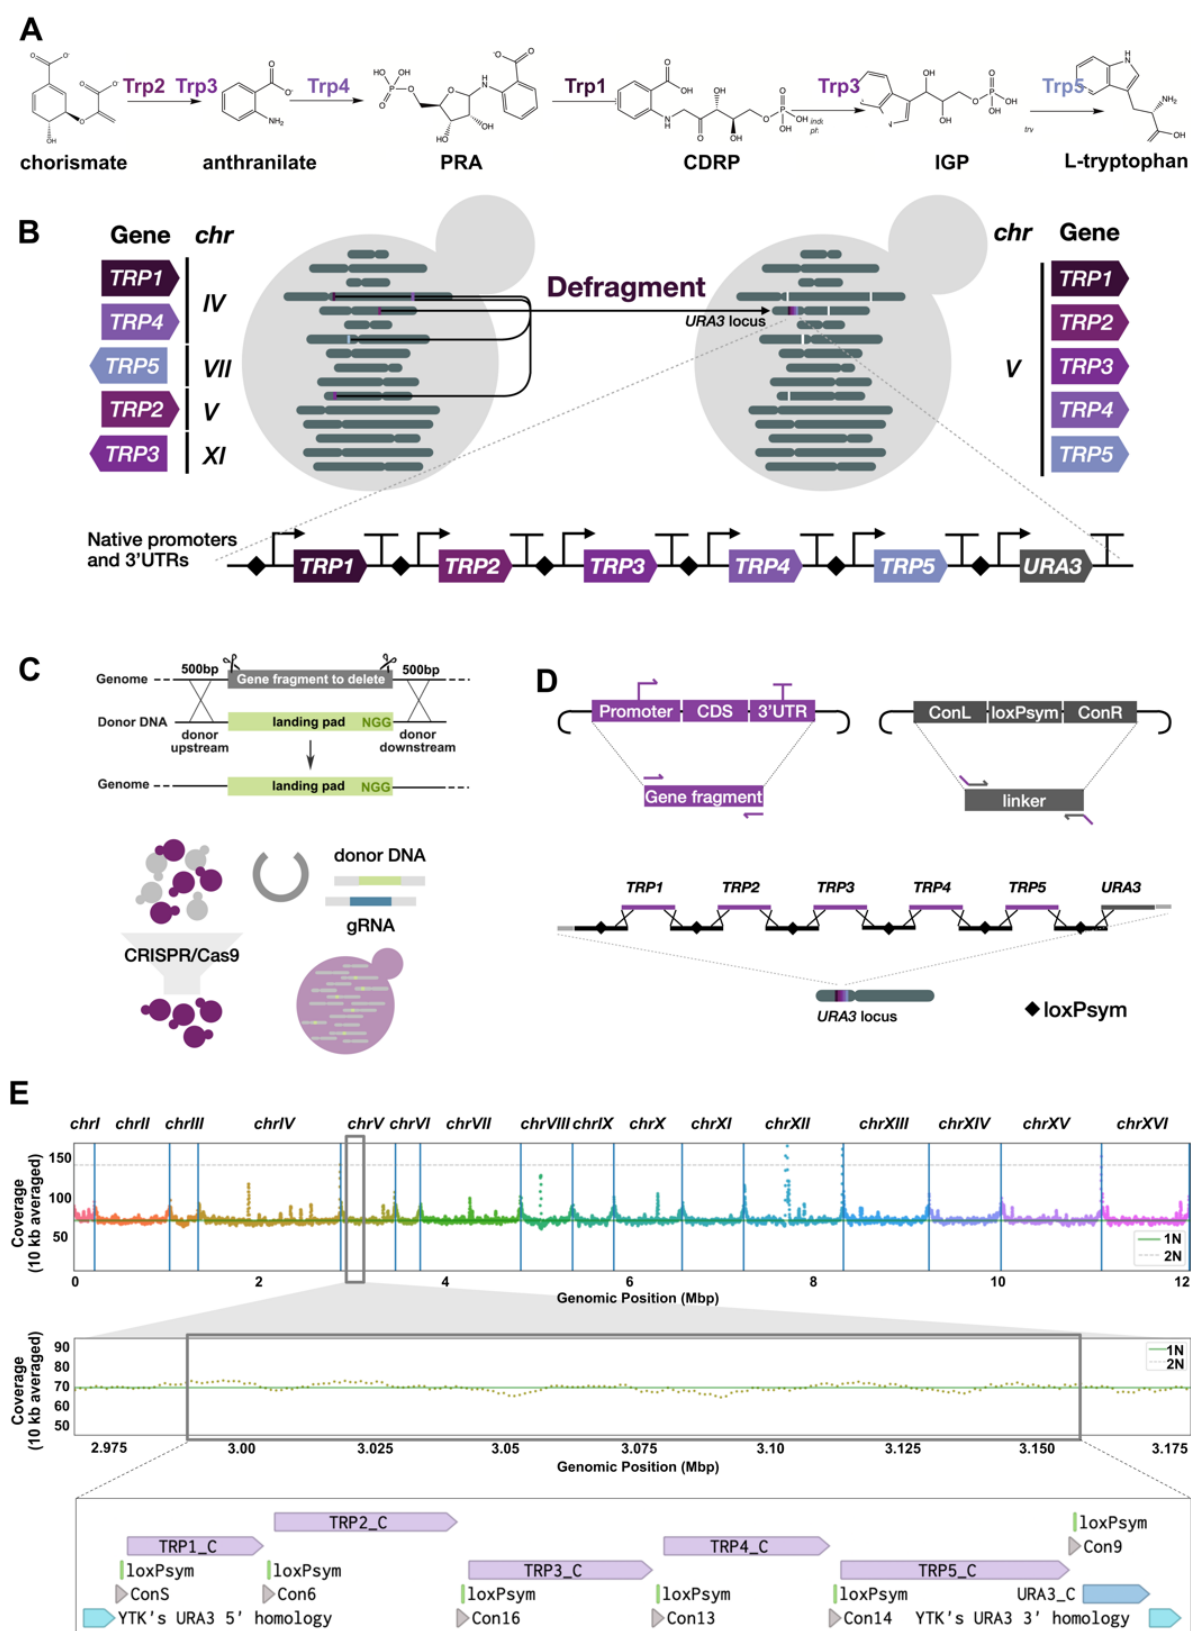 A
Trp2 Trp3 Trp4 Trp1 Trp3 Trp5
chorismate anthranilate PRA CDRP IGP L-tryptophan
B
Gene chr
TRP1
TRP4
TRP5
TRP2
TRP3
IV
VII
V
XI
Defragment
URA3 locus
chr Gene
V
TRP1
TRP2
TRP3
TRP4
TRP5
Native promoters
and 3'UTRs
TRP1 TRP2 TRP3 TRP4 TRP5 URA3
C
500bp 500bp
Genome Gene fragment to delete
Donor DNA landing pad NGG
donor
upstream
donor
downstream
Genome landing pad NGG
donor DNA
gRNA
CRISPR/Cas9
D
Promoter CDS 3'UTR
Gene fragment
ConL loxPsym ConR
linker
TRP1 TRP2 TRP3 TRP4 TRP5 URA3
URA3 locus
loxPsym
E
chrI chrII chrIII chrIV chrV chrVI chrVII chrVIII chrIX chrX chrXI chrXII chrXIII chrXIV chrXV chrXVI
Coverage
(10 kb averaged)
150
100
50
1N
2N
0 2 4 6 8 10 12
Genomic Position (Mbp)
Coverage
(10 kb averaged)
90
80
70
60
50
1N
2N
2.975 3.00 3.025 3.05 3.075 3.10 3.125 3.150 3.175
Genomic Position (Mbp)
TRP2_C loxPsym
TRP1_C TRP4_C Con9
loxPsym loxPsym TRP3_C TRP5_C
ConS Con6 loxPsym loxPsym loxPsym URA3_C
YTK's URA3 5' homology Con16 Con13 Con14 YTK's URA3 3' homology